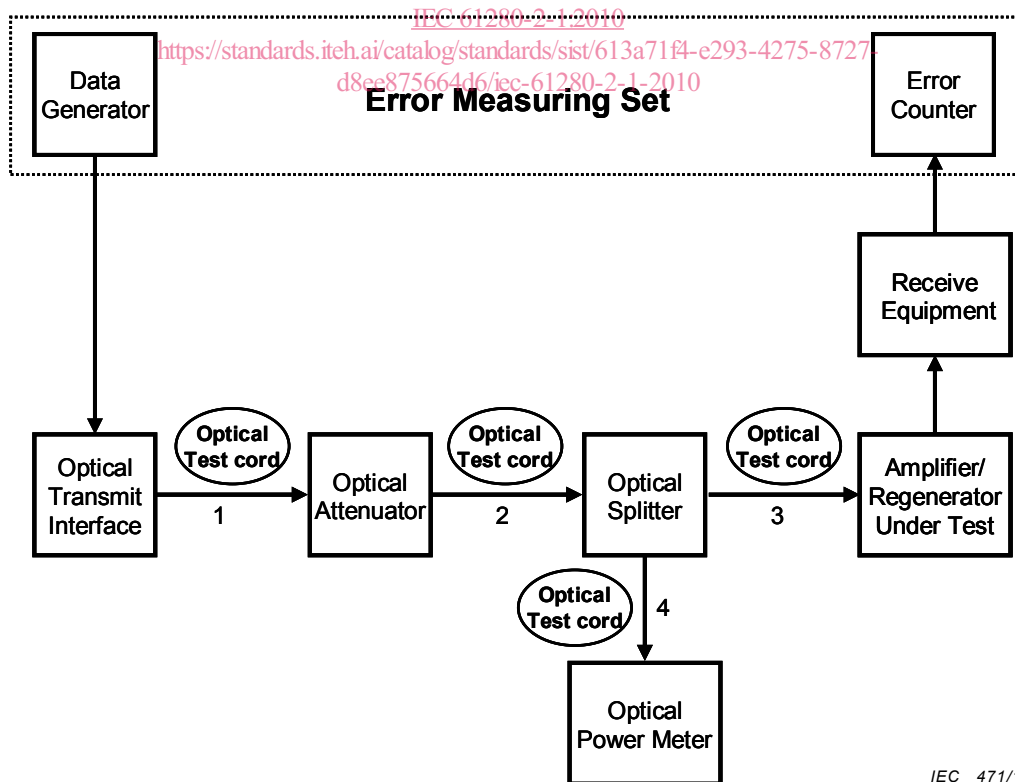 IEC 61280-2-1:2010
https://standards.iteh.ai/catalog/standards/sist/613a71f4-e293-4275-8727-
d8ee875664d6/iec-61280-2-1-2010
Data
Generator
Error Measuring Set
Error
Counter
Receive
Equipment
Optical
Test cord
Optical
Test cord
Optical
Test cord
Optical
Transmit
Interface
1
Optical
Attenuator
2
Optical
Splitter
3
Amplifier/
Regenerator
Under Test
Optical
Test cord
4
Optical
Power Meter
IEC 471/